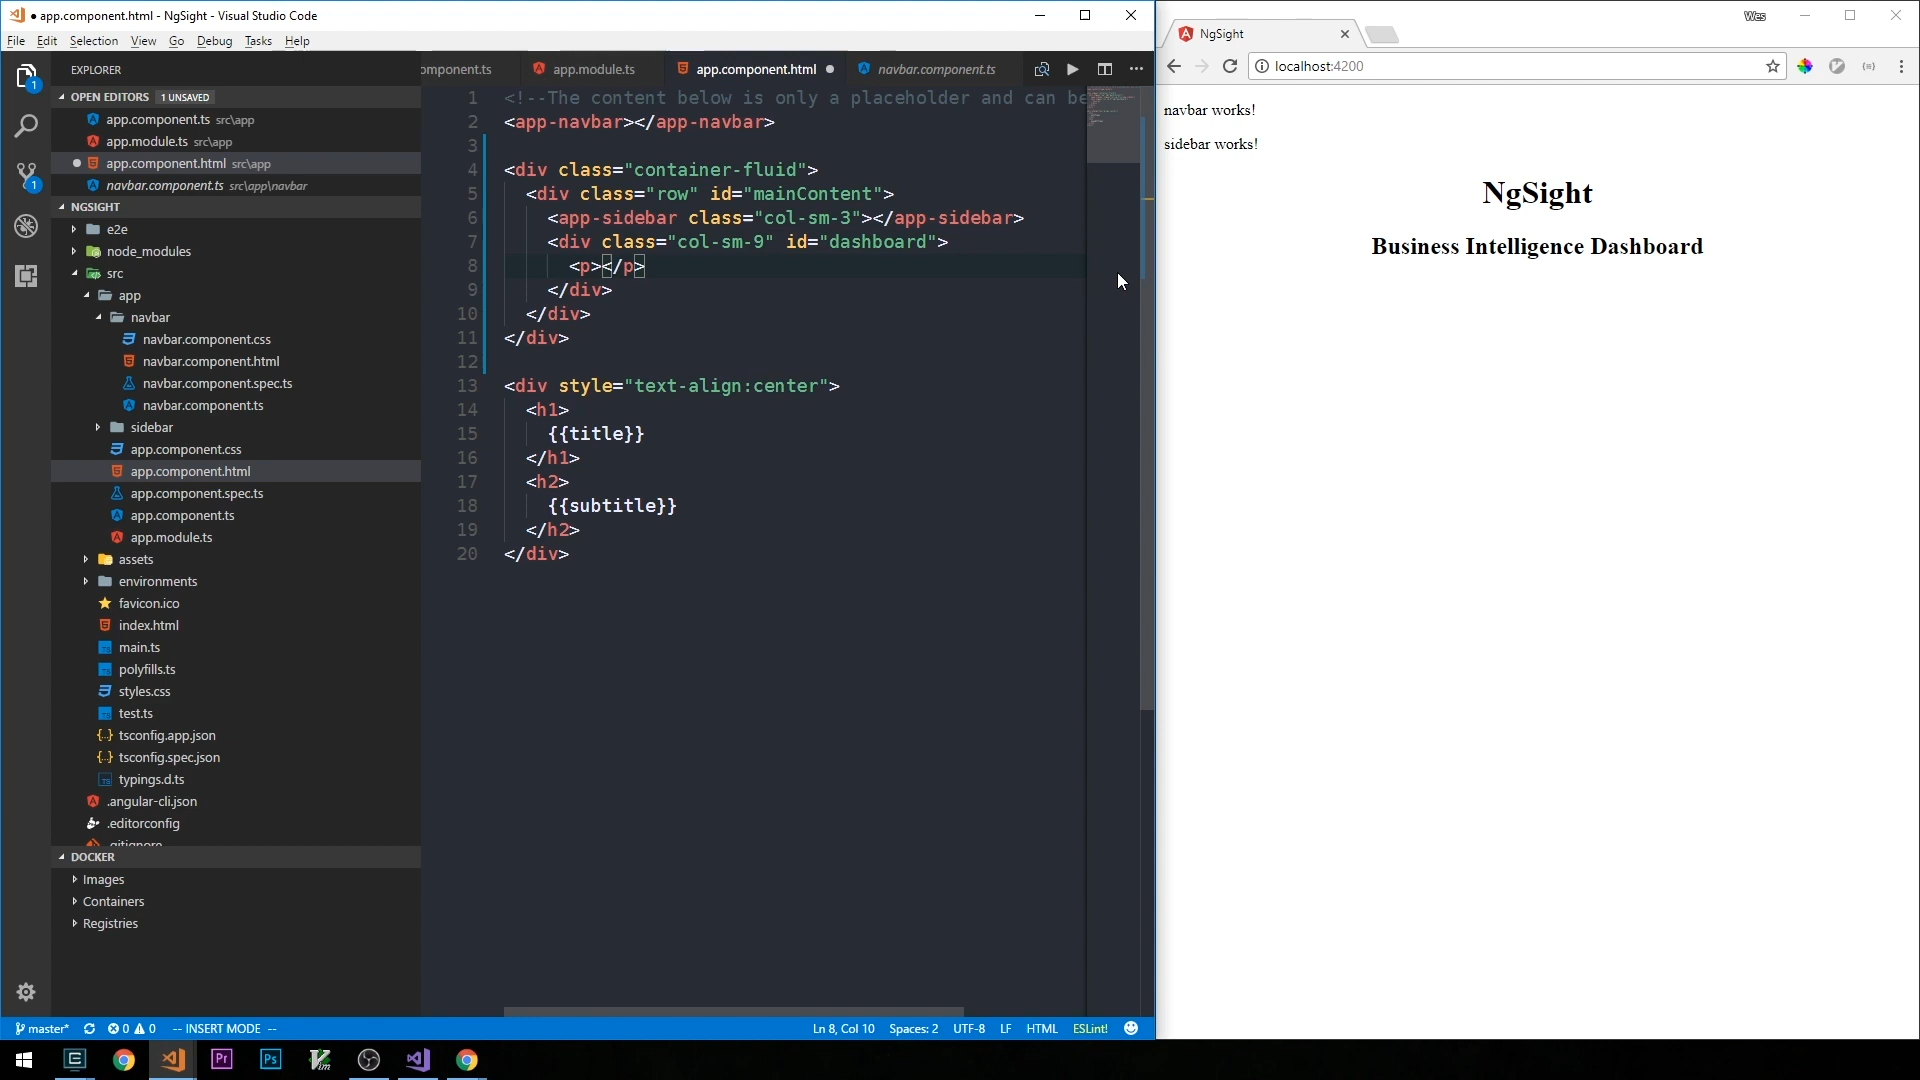 app.component.html - NgSight - Visual Studio Code
File Edit Selection View Go Debug Tasks Help
EXPLORER
OPEN EDITORS 1 UNSAVED
app.component.ts src\app
app.module.ts src\app
app.component.html src\app
navbar.component.ts src\app\navbar
NGSIGHT
e2e
node_modules
src
app
navbar
navbar.component.css
navbar.component.html
navbar.component.spec.ts
navbar.component.ts
sidebar
app.component.css
app.component.html
app.component.spec.ts
app.component.ts
app.module.ts
assets
environments
favicon.ico
index.html
main.ts
polyfills.ts
styles.css
test.ts
tsconfig.app.json
tsconfig.spec.json
typings.d.ts
.angular-cli.json
.editorconfig
.gitignore
DOCKER
Images
Containers
Registries
omponent.ts app.module.ts app.component.html navbar.component.ts
1 <!--The content below is only a placeholder and can be
2 <app-navbar></app-navbar>
3
4 <div class="container-fluid">
5 <div class="row" id="mainContent">
6 <app-sidebar class="col-sm-3"></app-sidebar>
7 <div class="col-sm-9" id="dashboard">
8 <p></p>
9 </div>
10 </div>
11 </div>
12
13 <div style="text-align:center">
14 <h1>
15 {{title}}
16 </h1>
17 <h2>
18 {{subtitle}}
19 </h2>
20 </div>
master* 0 0 -- INSERT MODE -- Ln 8, Col 10 Spaces: 2 UTF-8 LF HTML ESLint!
Wes
NgSight
localhost:4200
navbar works!
sidebar works!
NgSight
Business Intelligence Dashboard